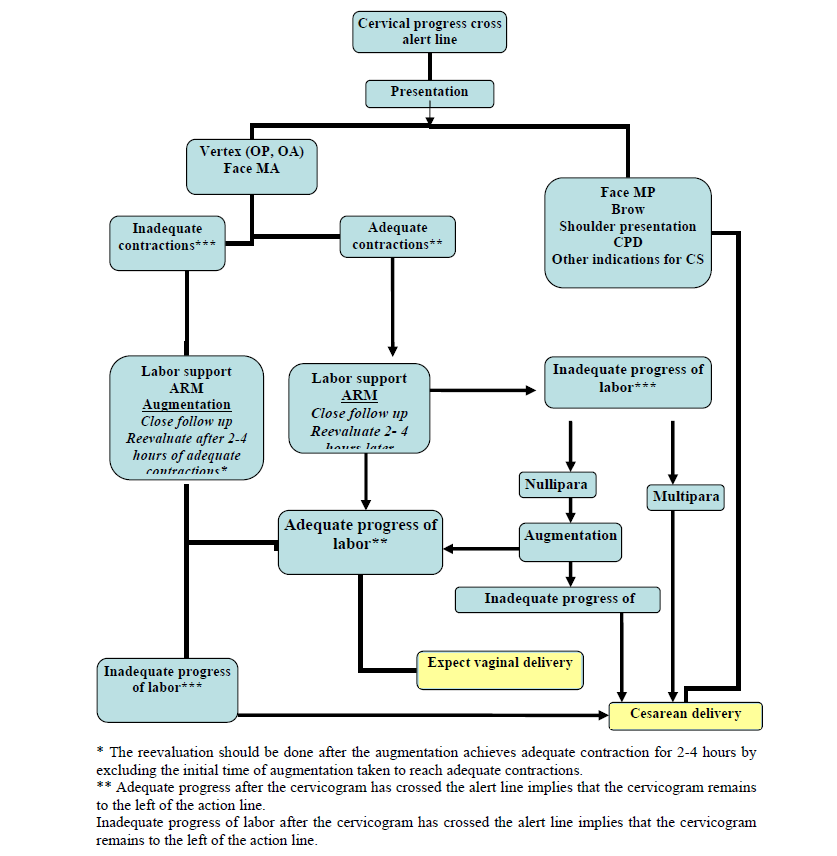 Cervical progress cross
alert line
Presentation
Vertex (OP, OA)
Face MA
Face MP
Brow
Shoulder presentation
CPD
Other indications for CS
Inadequate
contractions***
Adequate
contractions**
Labor support
ARM
Augmentation
Close follow up
Reevaluate after 2-4
hours of adequate
contractions*
Labor support
ARM
Close follow up
Reevaluate 2- 4
hours later
Inadequate progress of
labor***
Nullipara
Multipara
Adequate progress of
labor**
Augmentation
Inadequate progress of
Expect vaginal delivery
Inadequate progress
of labor***
Cesarean delivery
* The reevaluation should be done after the augmentation achieves adequate contraction for 2-4 hours by
excluding the initial time of augmentation taken to reach adequate contractions.
** Adequate progress after the cervicogram has crossed the alert line implies that the cervicogram remains
to the left of the action line.
Inadequate progress of labor after the cervicogram has crossed the alert line implies that the cervicogram
remains to the left of the action line.